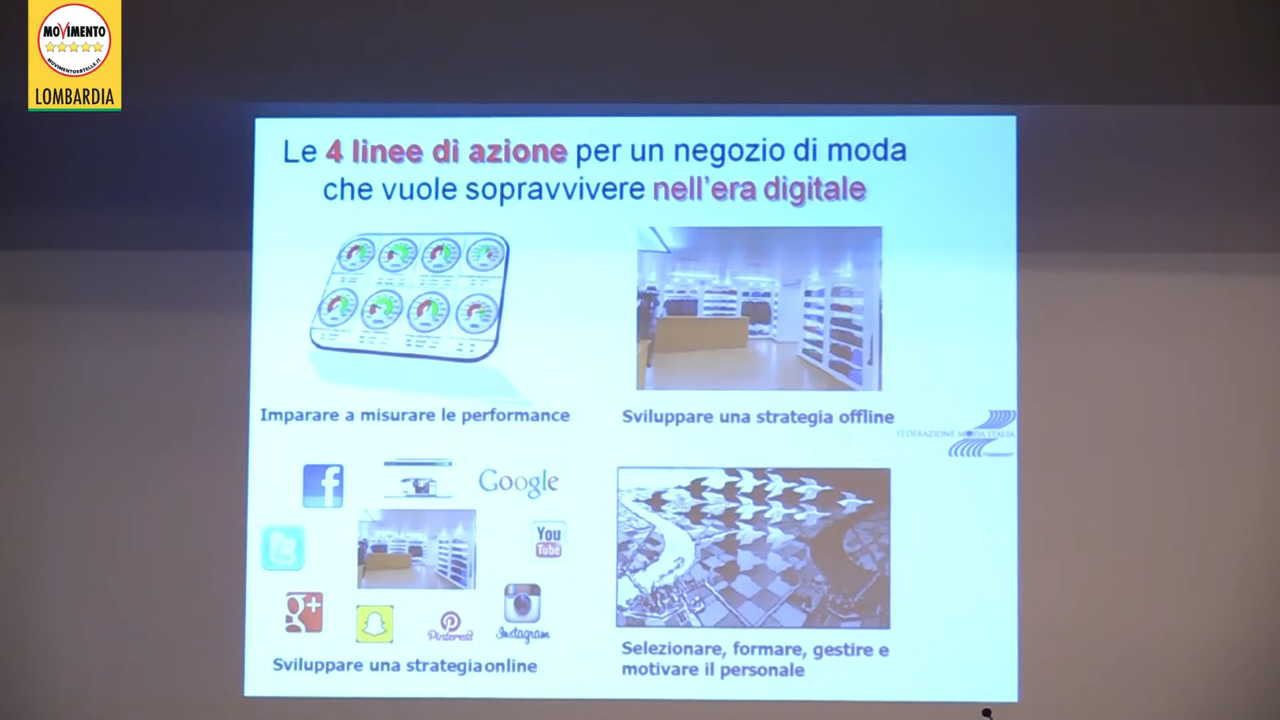 MOVIMENTO
MOVIMENTO5STELLE.IT
LOMBARDIA
Le 4 linee di azione per un negozio di moda
che vuole sopravvivere nell'era digitale
Imparare a misurare le performance
Sviluppare una strategia offline
FEDERAZIONE MODA ITALIA
f
Google
You
Tube
g+
Pinterest
Instagram
Sviluppare una strategia online
Selezionare, formare, gestire e
motivare il personale